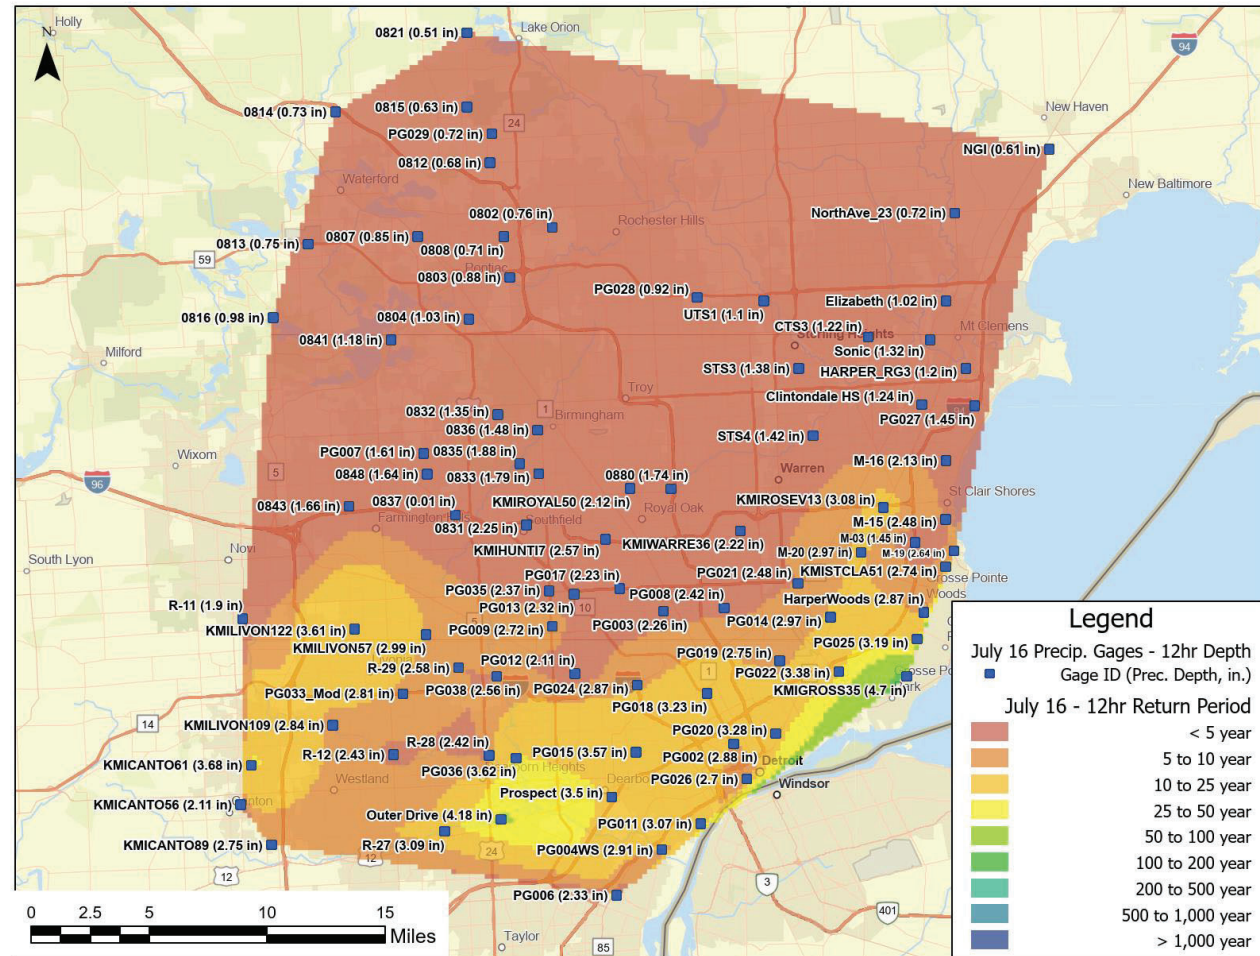 Holly
N
0821 (0.51 in)
Lake Orion
94
0814 (0.73 in)
0815 (0.63 in)
New Haven
24
PG029 (0.72 in)
NGI (0.61 in)
0812 (0.68 in)
Waterford
New Baltimore
0802 (0.76 in)
NorthAve_23 (0.72 in)
Rochester Hills
0813 (0.75 in)
0807 (0.85 in)
0808 (0.71 in)
59
Pontiac
0803 (0.88 in)
PG028 (0.92 in)
Elizabeth (1.02 in)
UTS1 (1.1 in)
0816 (0.98 in)
0804 (1.03 in)
CTS3 (1.22 in)
Mt Clemens
Sterling Heights
0841 (1.18 in)
Sonic (1.32 in)
Milford
STS3 (1.38 in)
HARPER_RG3 (1.2 in)
Troy
Clintondale HS (1.24 in)
1
94
0832 (1.35 in)
PG027 (1.45 in)
Birmingham
0836 (1.48 in)
STS4 (1.42 in)
PG007 (1.61 in)
0835 (1.88 in)
Wixom
M-16 (2.13 in)
5
0848 (1.64 in)
0833 (1.79 in)
0880 (1.74 in)
Warren
96
KMIROYAL50 (2.12 in)
KMIROSEV13 (3.08 in)
St Clair Shores
0837 (0.01 in)
0843 (1.66 in)
Royal Oak
M-15 (2.48 in)
Farmington Hills
0831 (2.25 in)
Southfield
KMIWARRE36 (2.22 in)
M-03 (1.45 in)
Novi
KMIHUNTI7 (2.57 in)
M-20 (2.97 in)
M-19 (2.64 in)
South Lyon
PG017 (2.23 in)
PG021 (2.48 in)
KMISTCLA51 (2.74 in)
Grosse Pointe
Woods
PG035 (2.37 in)
PG008 (2.42 in)
HarperWoods (2.87 in)
R-11 (1.9 in)
PG013 (2.32 in)
10
5
PG003 (2.26 in)
PG014 (2.97 in)
KMILIVON122 (3.61 in)
PG009 (2.72 in)
KMILIVON57 (2.99 in)
PG025 (3.19 in)
Livonia
PG012 (2.11 in)
PG019 (2.75 in)
R-29 (2.58 in)
1
PG022 (3.38 in)
Grosse Po
Park
PG033_Mod (2.81 in)
PG038 (2.56 in)
PG024 (2.87 in)
KMIGROSS35 (4.7 in)
PG018 (3.23 in)
14
KMILIVON109 (2.84 in)
PG020 (3.28 in)
R-28 (2.42 in)
R-12 (2.43 in)
PG015 (3.57 in)
PG002 (2.88 in)
KMICANTO61 (3.68 in)
PG036 (3.62 in)
Heights
Detroit
Westland
Dearbo
PG026 (2.7 in)
Windsor
Prospect (3.5 in)
KMICANTO56 (2.11 in)
Canton
Outer Drive (4.18 in)
PG011 (3.07 in)
KMICANTO89 (2.75 in)
R-27 (3.09 in)
24
PG004WS (2.91 in)
12
12
3
PG006 (2.33 in)
401
Taylor
85
0 2.5 5 10 15
Miles
Legend
July 16 Precip. Gages - 12hr Depth
Gage ID (Prec. Depth, in.)
July 16 - 12hr Return Period
< 5 year
5 to 10 year
10 to 25 year
25 to 50 year
50 to 100 year
100 to 200 year
200 to 500 year
500 to 1,000 year
> 1,000 year